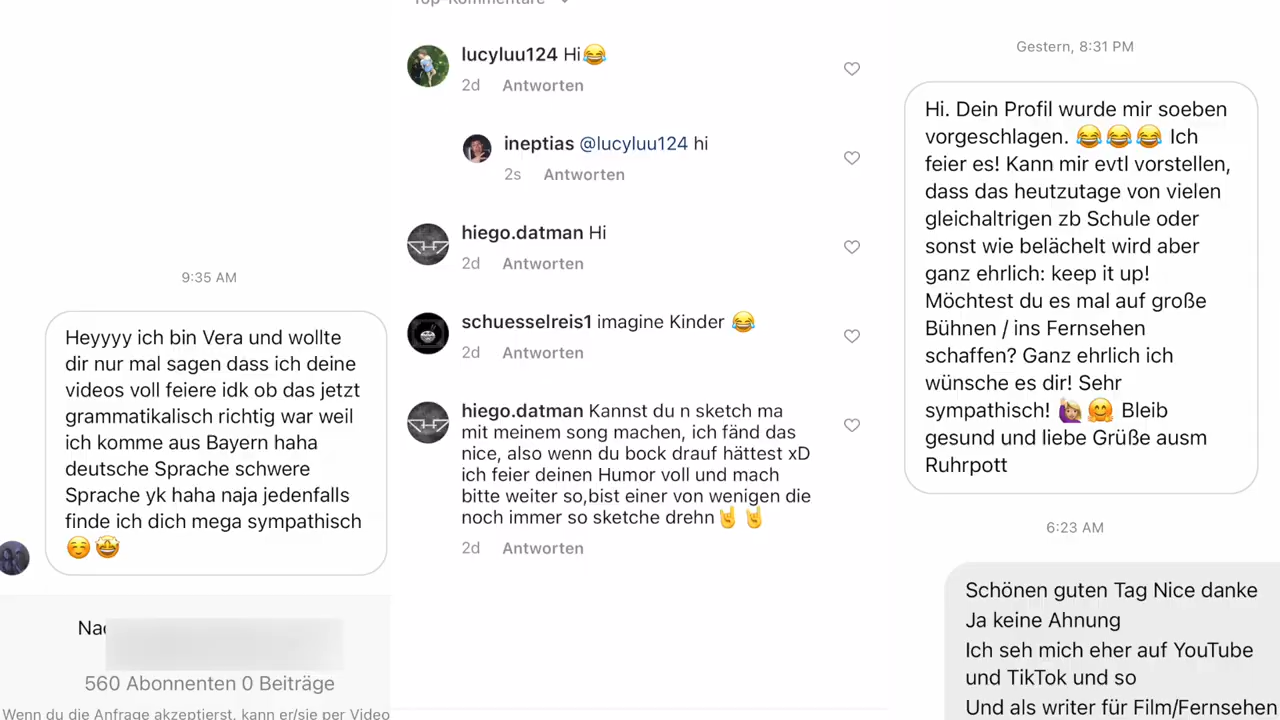 9:35 AM
Heyyyy ich bin Vera und wollte
dir nur mal sagen dass ich deine
videos voll feiere idk ob das jetzt
grammatikalisch richtig war weil
ich komme aus Bayern haha
deutsche Sprache schwere
Sprache yk haha naja jedenfalls
finde ich dich mega sympathisch
☺️🤩
560 Abonnenten 0 Beiträge
Wenn du die Anfrage akzeptierst, kann er/sie per Video
Top-Kommentare
lucyluu124 Hi😂
2d Antworten
ineptias @lucyluu124 hi
2s Antworten
hiego.datman Hi
2d Antworten
schuesselreis1 imagine Kinder 😂
2d Antworten
hiego.datman Kannst du n sketch ma
mit meinem song machen, ich fänd das
nice, also wenn du bock drauf hättest xD
ich feier deinen Humor voll und mach
bitte weiter so,bist einer von wenigen die
noch immer so sketche drehn🤘 🤘
2d Antworten
Gestern, 8:31 PM
Hi. Dein Profil wurde mir soeben
vorgeschlagen. 😂😂😂 Ich
feier es! Kann mir evtl vorstellen,
dass das heutzutage von vielen
gleichaltrigen zb Schule oder
sonst wie belächelt wird aber
ganz ehrlich: keep it up!
Möchtest du es mal auf große
Bühnen / ins Fernsehen
schaffen? Ganz ehrlich ich
wünsche es dir! Sehr
sympathisch! 🙋🏼‍♀️ 🤗 Bleib
gesund und liebe Grüße ausm
Ruhrpott
6:23 AM
Schönen guten Tag Nice danke
Ja keine Ahnung
Ich seh mich eher auf YouTube
und TikTok und so
Und als writer für Film/Fernsehen